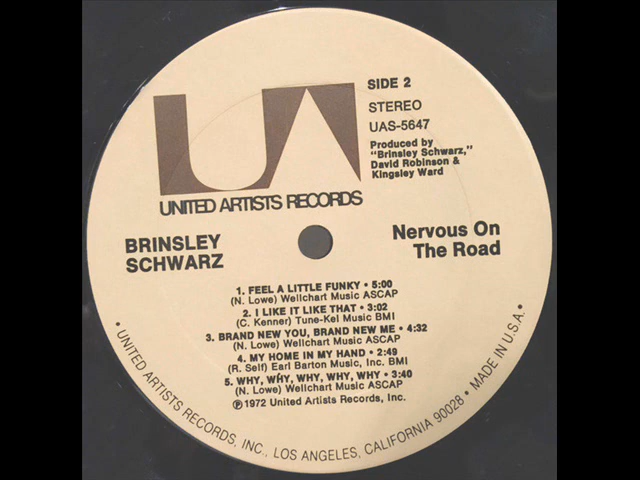 UA
SIDE 2
STEREO
UAS-5647
Produced by
"Brinsley Schwarz,"
David Robinson &
Kingsley Ward
UNITED ARTISTS RECORDS
BRINSLEY
SCHWARZ
Nervous On
The Road
1. FEEL A LITTLE FUNKY • 5:00
(N. Lowe) Wellchart Music ASCAP
2. I LIKE IT LIKE THAT • 3:02
(C. Kenner) Tune-Kel Music BMI
3. BRAND NEW YOU, BRAND NEW ME • 4:32
(N. Lowe) Wellchart Music ASCAP
4. MY HOME IN MY HAND • 2:49
(R. Self) Earl Barton Music, Inc. BMI
5. WHY, WHY, WHY, WHY, WHY • 3:40
(N. Lowe) Wellchart Music ASCAP
℗1972 United Artists Records, Inc.
• UNITED ARTISTS RECORDS, INC., LOS ANGELES, CALIFORNIA 90028 • MADE IN U.S.A. •